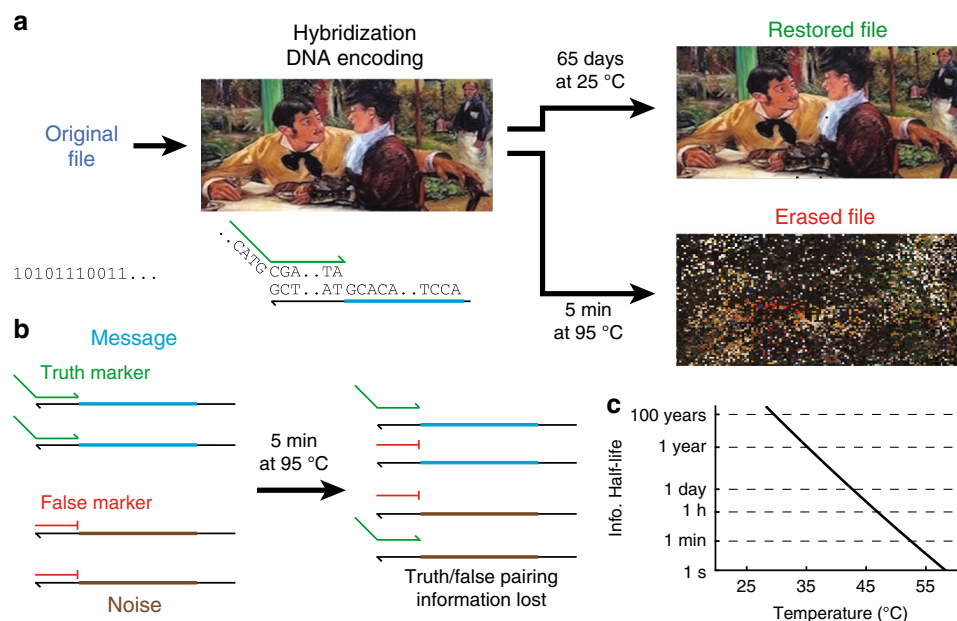 a
Hybridization
DNA encoding
Original
file
65 days
at 25 °C
Restored file
Erased file
5 min
at 95 °C
10101110011...
..CATG
CGA..TA
GCT..AT GCACA..TCCA
b
Message
Truth marker
False marker
Noise
5 min
at 95 °C
Truth/false pairing
information lost
c
Info. Half-life
100 years
1 year
1 day
1 h
1 min
1 s
25 35 45 55
Temperature (°C)